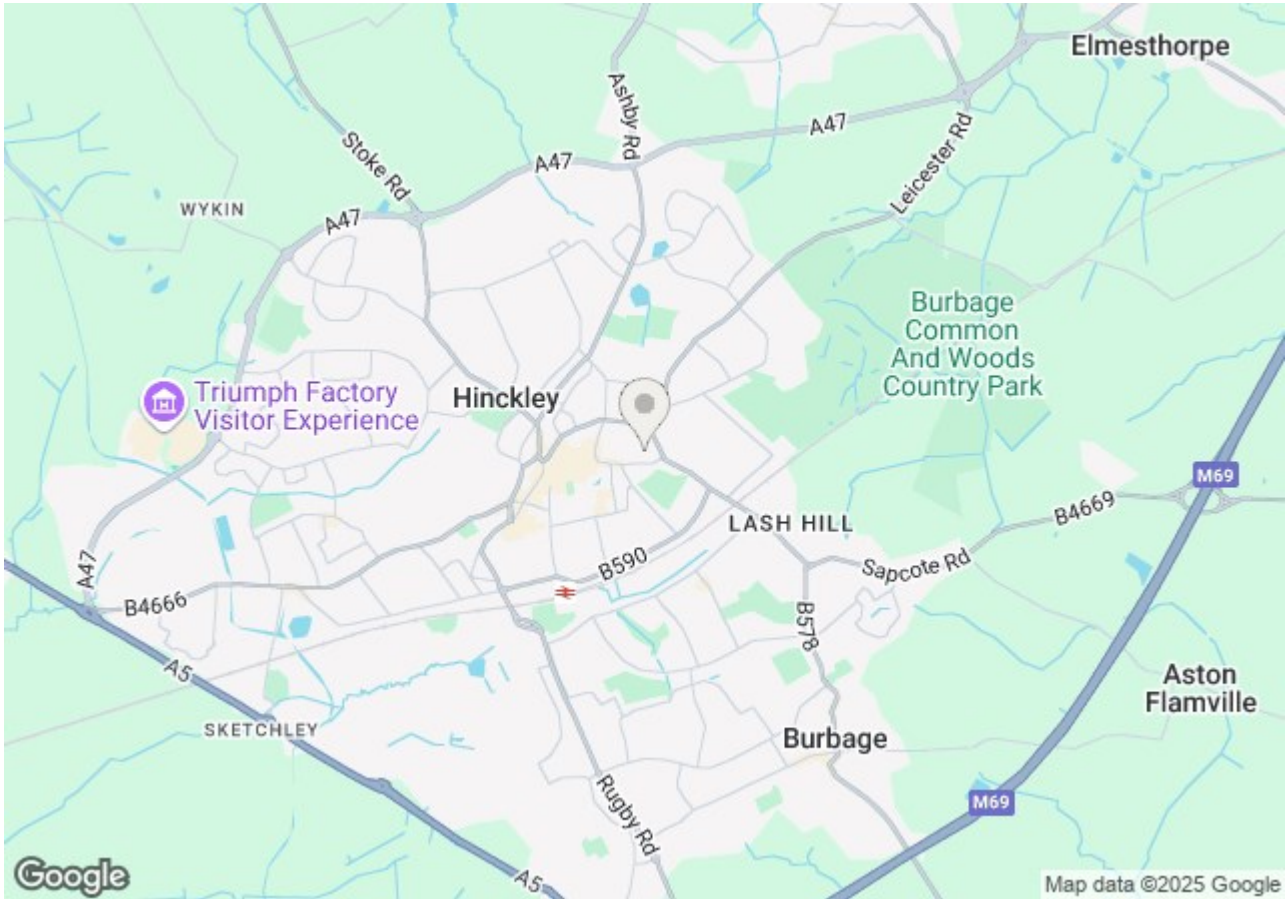 Elmesthorpe
Ashby Rd
A47
Leicester Rd
Stoke Rd
A47
WYKIN
A47
Burbage
Common
And Woods
Country Park
Triumph Factory
Visitor Experience
Hinckley
M69
B4669
LASH HILL
Sapcote Rd
B590
A47
B4666
B578
A5
Aston
Flamville
SKETCHLEY
Burbage
Rugby Rd
M69
A5
Google
Map data ©2025 Google